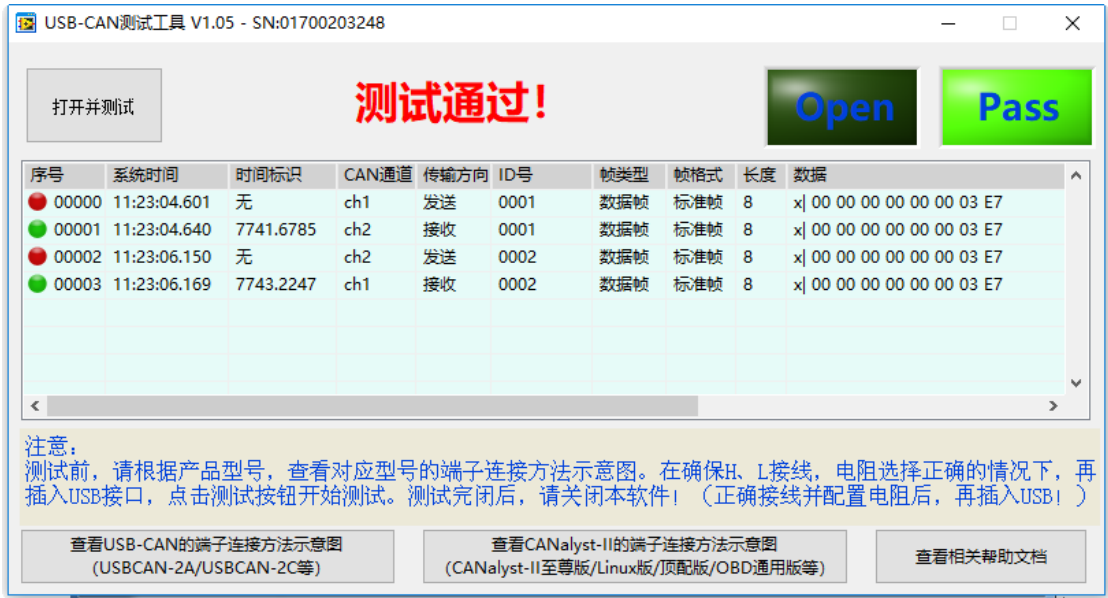 USB-CAN测试工具 V1.05 - SN:01700203248
打开并测试
测试通过!
Open
Pass
序号 系统时间 时间标识 CAN通道 传输方向 ID号 帧类型 帧格式 长度 数据
00000 11:23:04.601 无 ch1 发送 0001 数据帧 标准帧 8 x| 00 00 00 00 00 00 03 E7
00001 11:23:04.640 7741.6785 ch2 接收 0001 数据帧 标准帧 8 x| 00 00 00 00 00 00 03 E7
00002 11:23:06.150 无 ch2 发送 0002 数据帧 标准帧 8 x| 00 00 00 00 00 00 03 E7
00003 11:23:06.169 7743.2247 ch1 接收 0002 数据帧 标准帧 8 x| 00 00 00 00 00 00 03 E7
注意:
测试前, 请根据产品型号, 查看对应型号的端子连接方法示意图。在确保H、L接线, 电阻选择正确的情况下, 再
插入USB接口, 点击测试按钮开始测试。测试完闭后, 请关闭本软件! (正确接线并配置电阻后, 再插入USB! )
查看USB-CAN的端子连接方法示意图
(USBCAN-2A/USBCAN-2C等)
查看CANalyst-II的端子连接方法示意图
(CANalyst-II至尊版/Linux版/顶配版/OBD通用版等)
查看相关帮助文档